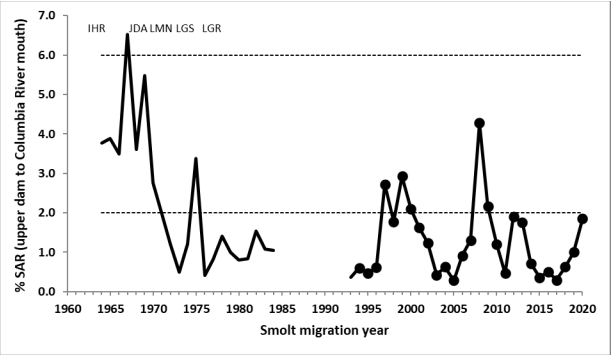 IHR JDA LMN LGS LGR
7.0
6.0
5.0
4.0
3.0
2.0
1.0
0.0
% SAR (upper dam to Columbia River mouth)
1960 1965 1970 1975 1980 1985 1990 1995 2000 2005 2010 2015 2020
Smolt migration year